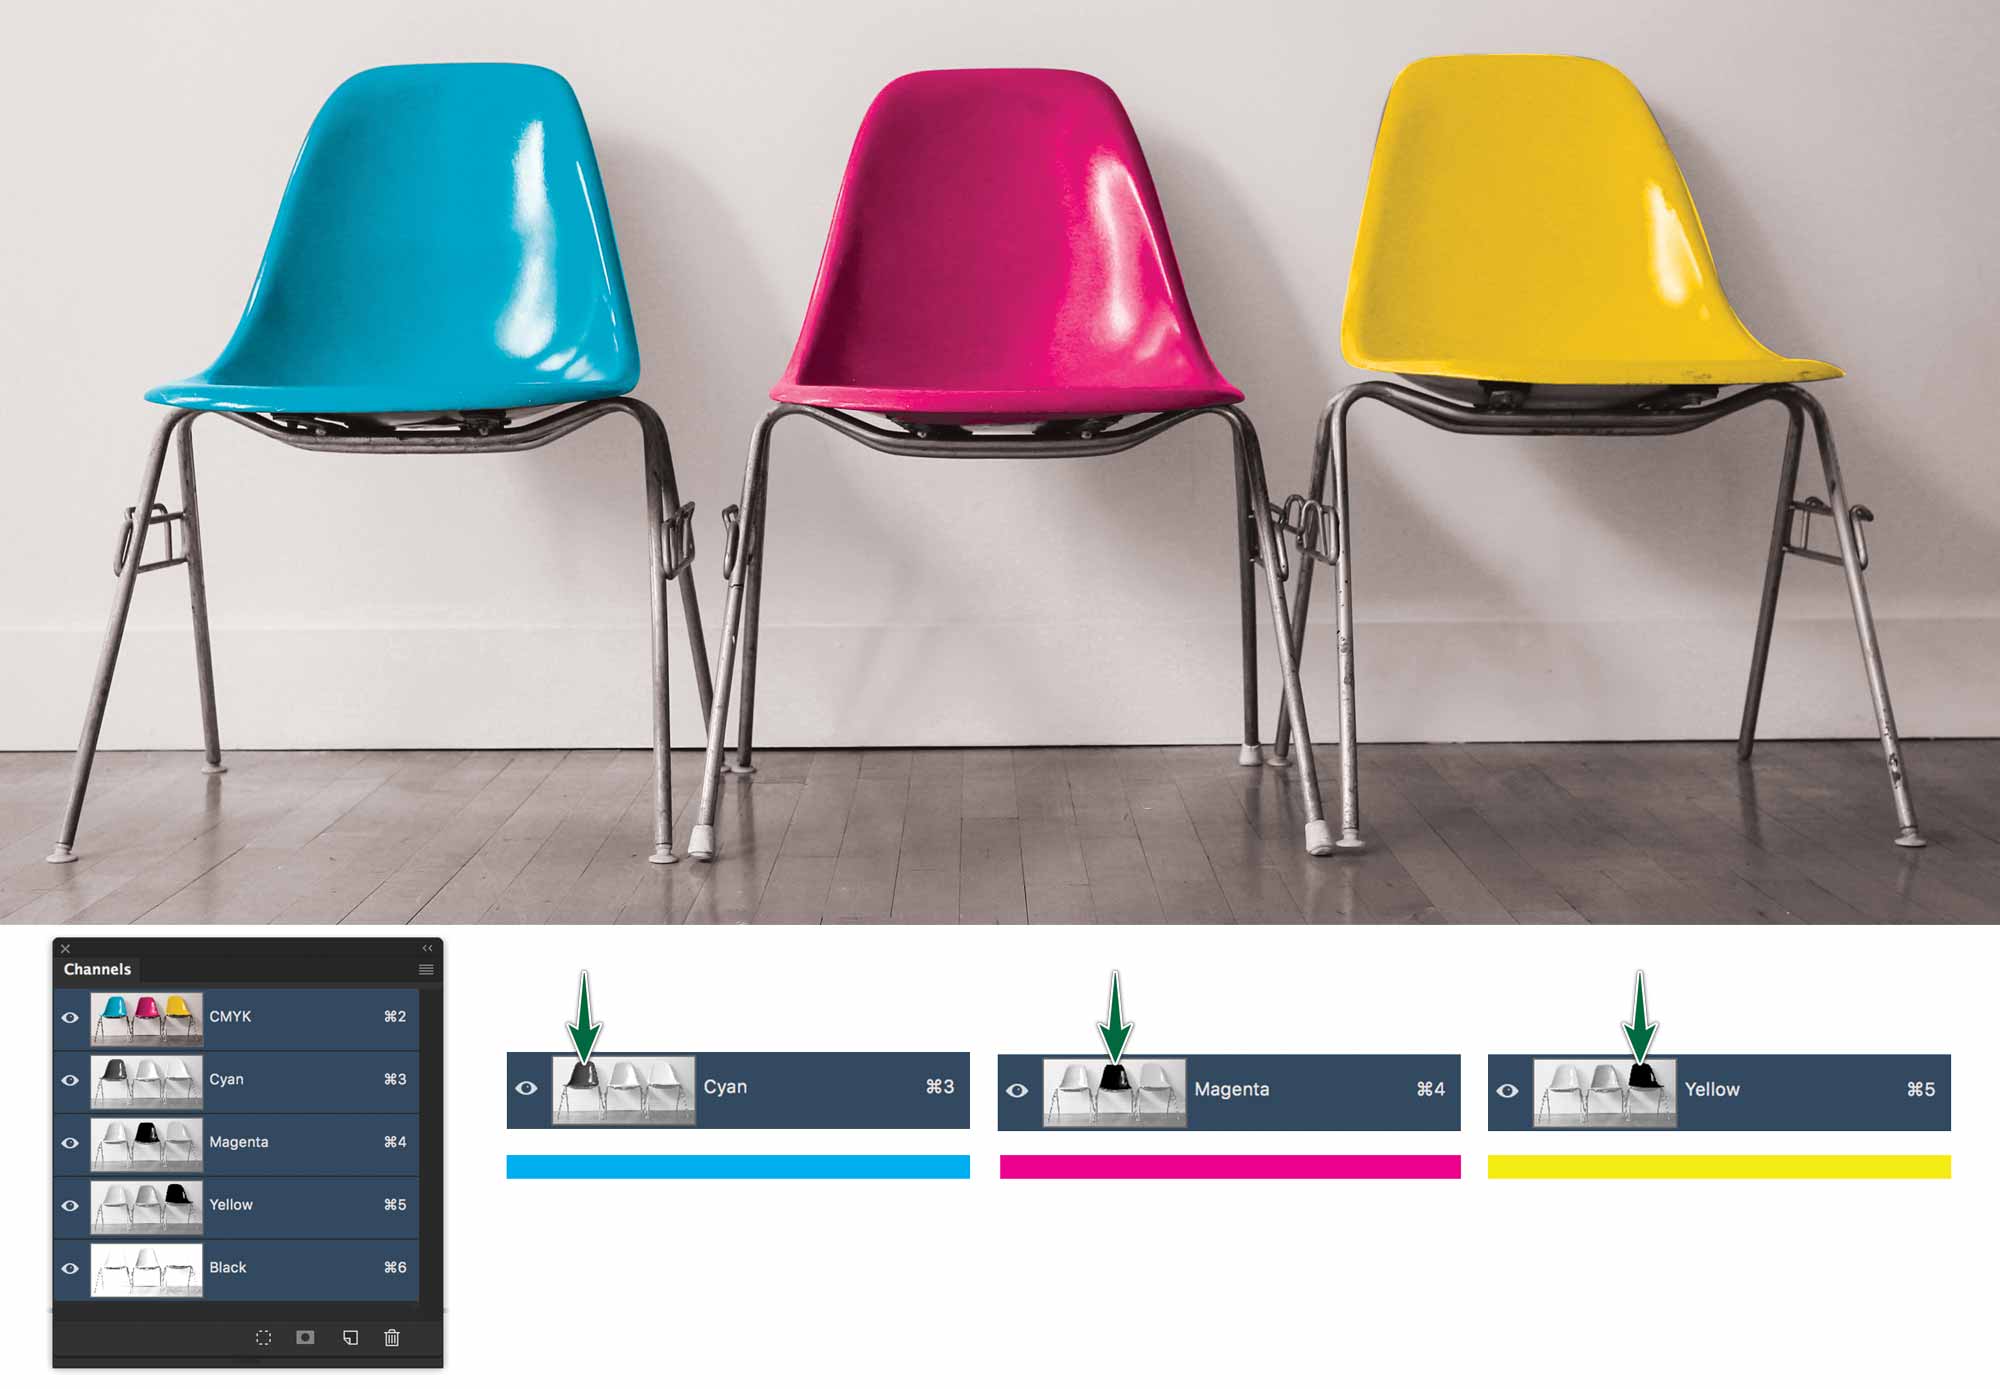 Channels
CMYK ⌘2
Cyan ⌘3
Magenta ⌘4
Yellow ⌘5
Black ⌘6
Cyan ⌘3
Magenta ⌘4
Yellow ⌘5